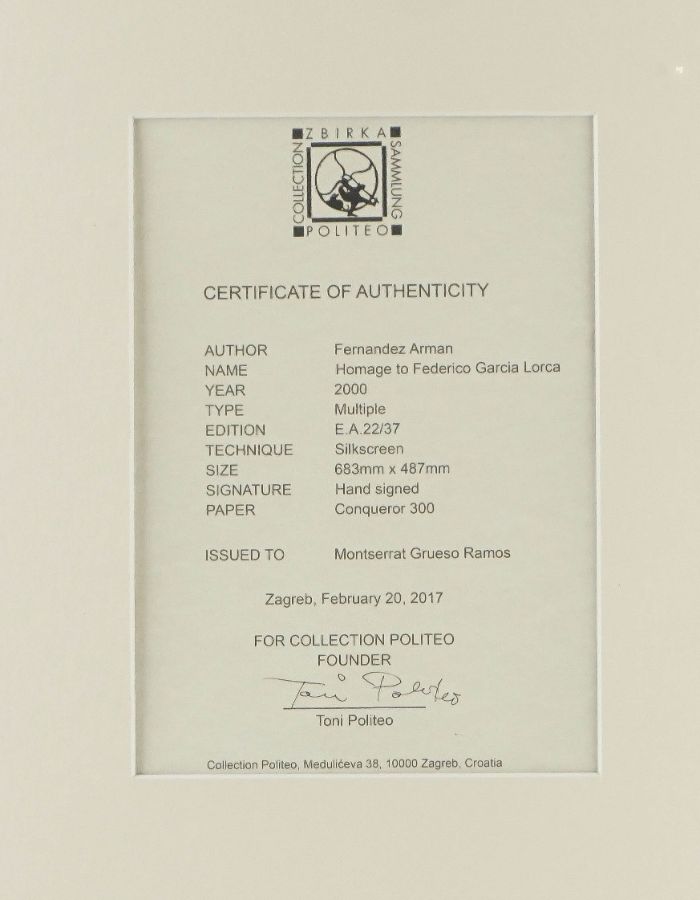 ZBIRKA
COLLECTION
SAMMLUNG
POLITEO
CERTIFICATE OF AUTHENTICITY
AUTHOR Fernandez Arman
NAME Homage to Federico Garcia Lorca
YEAR 2000
TYPE Multiple
EDITION E.A.22/37
TECHNIQUE Silkscreen
SIZE 683mm x 487mm
SIGNATURE Hand signed
PAPER Conqueror 300
ISSUED TO Montserrat Grueso Ramos
Zagreb, February 20, 2017
FOR COLLECTION POLITEO
FOUNDER
Toni Politeo
Toni Politeo
Collection Politeo, Medulićeva 38, 10000 Zagreb, Croatia